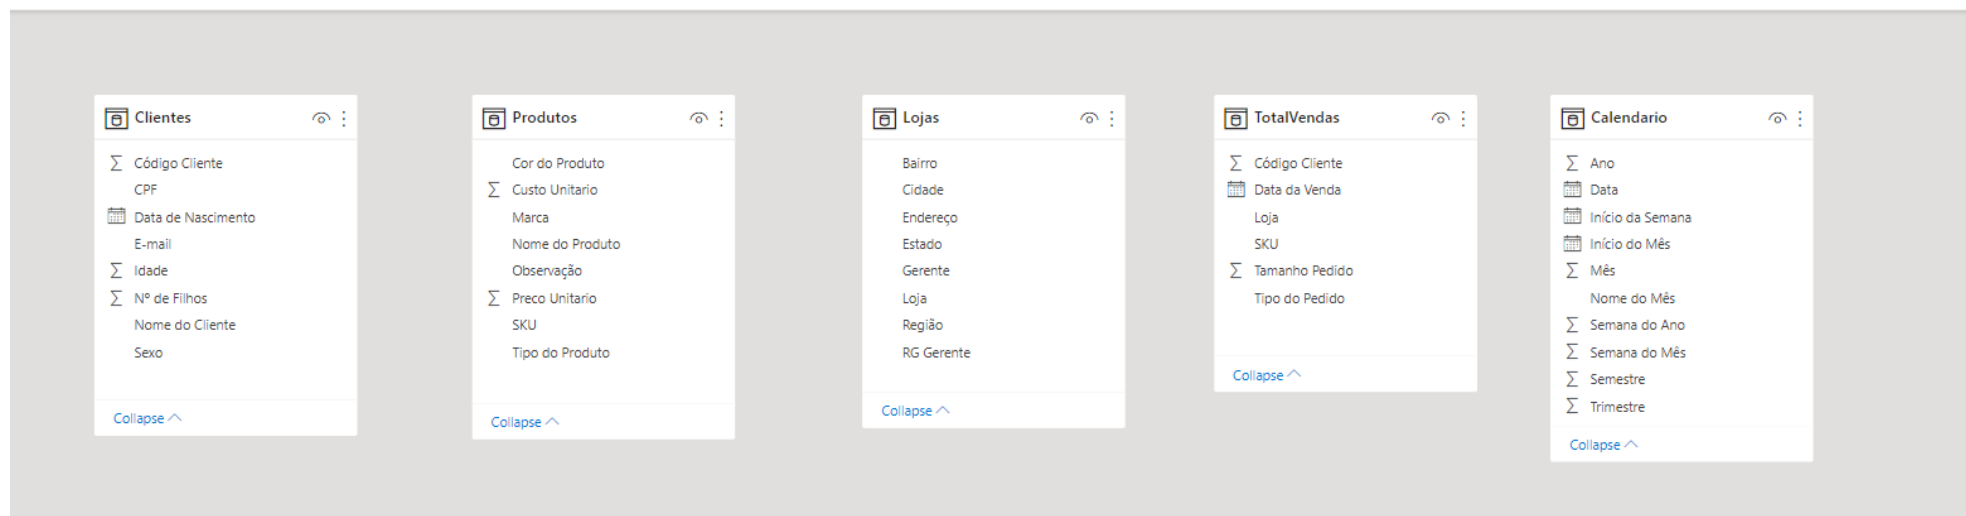 Clientes
Código Cliente
CPF
Data de Nascimento
E-mail
Idade
Nº de Filhos
Nome do Cliente
Sexo
Collapse
Produtos
Cor do Produto
Custo Unitario
Marca
Nome do Produto
Observação
Preco Unitario
SKU
Tipo do Produto
Collapse
Lojas
Bairro
Cidade
Endereço
Estado
Gerente
Loja
Região
RG Gerente
Collapse
TotalVendas
Código Cliente
Data da Venda
Loja
SKU
Tamanho Pedido
Tipo do Pedido
Collapse
Calendario
Ano
Data
Início da Semana
Início do Mês
Mês
Nome do Mês
Semana do Ano
Semana do Mês
Semestre
Trimestre
Collapse